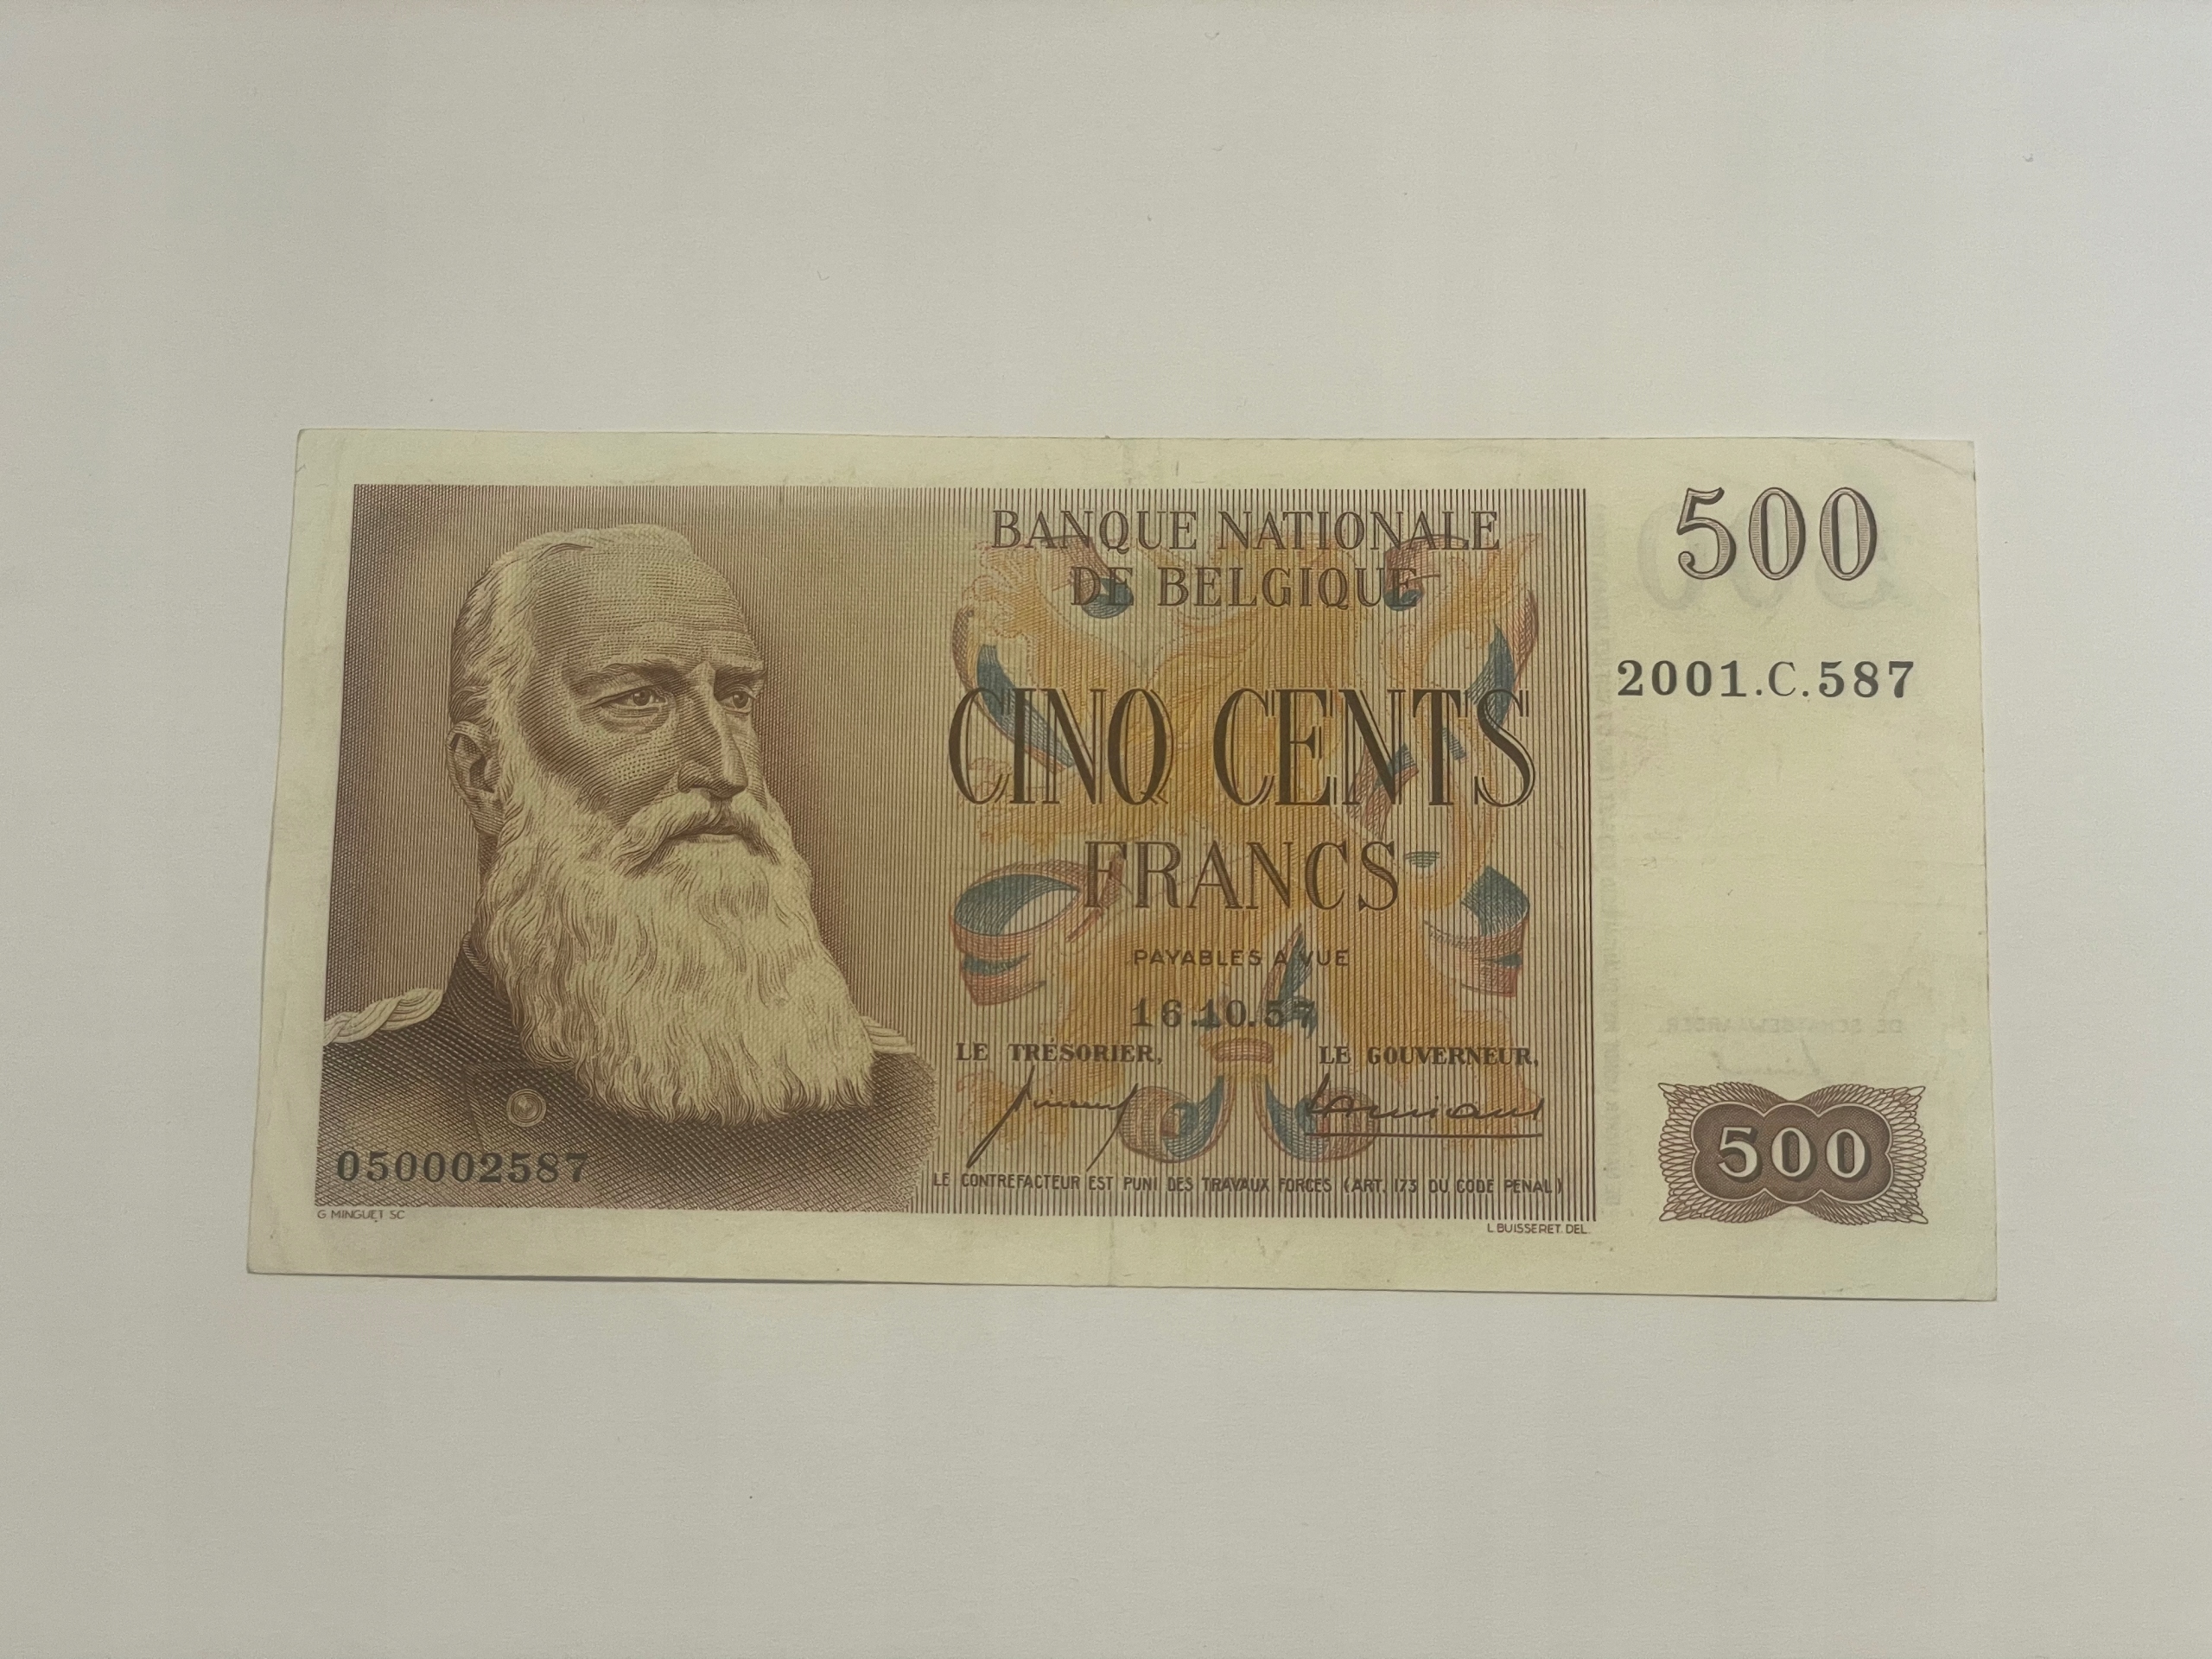 BANQUE NATIONALE
DE BELGIQUE
500
2001.C.587
CINQ CENTS
FRANCS
PAYABLES A VUE
16.10.57
LE TRÉSORIER,
LE GOUVERNEUR,
050002587
LE CONTREFACTEUR EST PUNI DES TRAVAUX FORCES (ART. 173 DU CODE PENAL)
500
G MINGUET SC
L. BUISSERET. DEL.